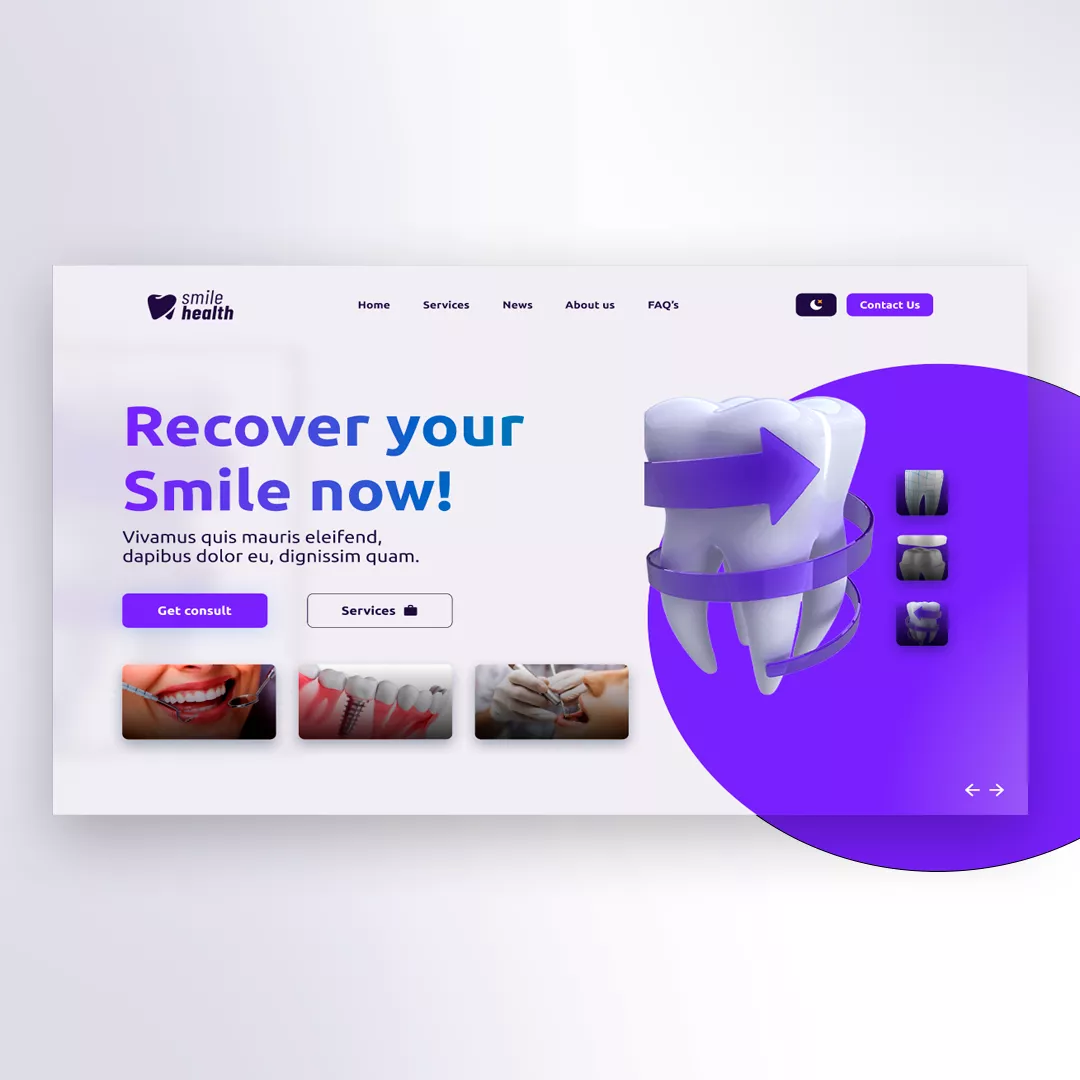 smile
health
Home
Services
News
About us
FAQ's
Contact Us
Recover your
Smile now!
Vivamus quis mauris eleifend,
dapibus dolor eu, dignissim quam.
Get consult
Services